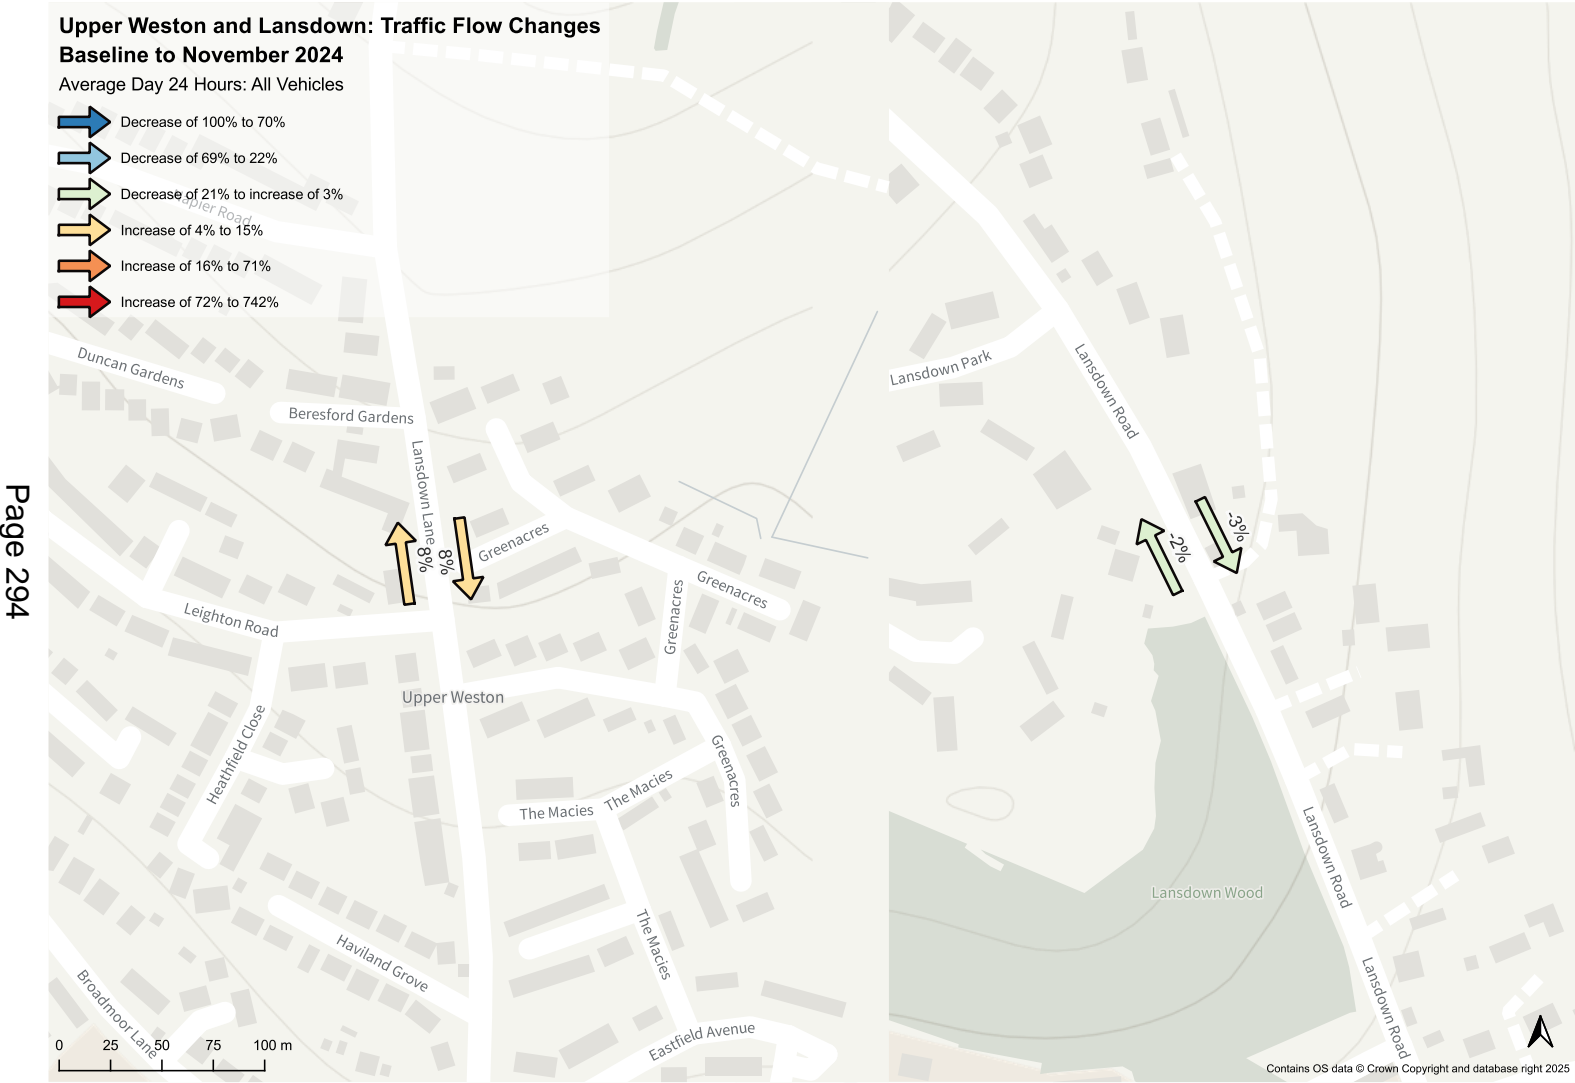 Upper Weston and Lansdown: Traffic Flow Changes
Baseline to November 2024
Average Day 24 Hours: All Vehicles
Decrease of 100% to 70%
Decrease of 69% to 22%
Decrease of 21% to increase of 3%
Increase of 4% to 15%
Increase of 16% to 71%
Increase of 72% to 742%
Napier Road
Duncan Gardens
Beresford Gardens
Lansdown Lane
8%
8%
Greenacres
Greenacres
Greenacres
Leighton Road
Upper Weston
Heathfield Close
Greenacres
The Macies
The Macies
The Macies
Haviland Grove
Broadmoor Lane
Eastfield Avenue
0 25 50 75 100 m
Lansdown Park
Lansdown Road
-3%
-2%
Lansdown Road
Lansdown Wood
Lansdown Road
Contains OS data © Crown Copyright and database right 2025
Page 294